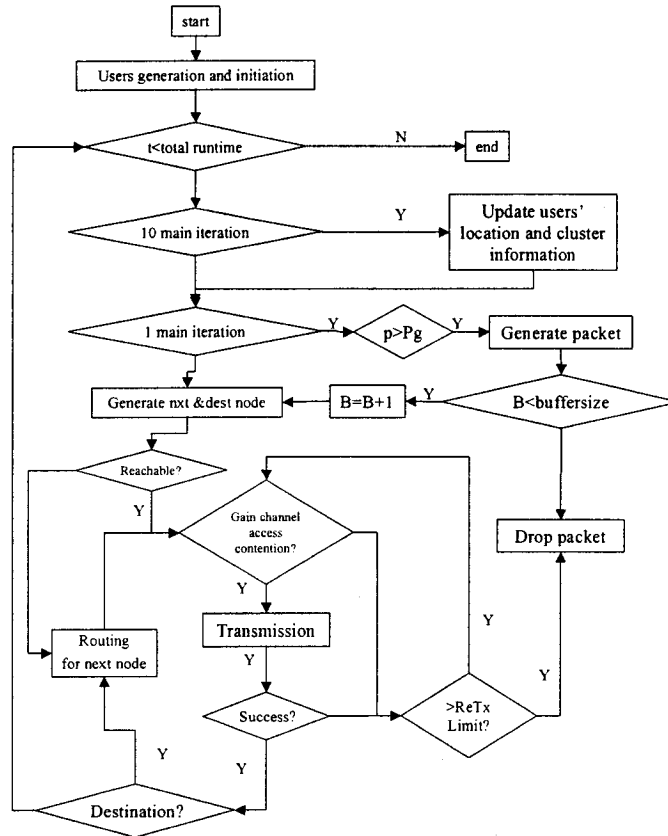 start
Users generation and initiation
t<total runtime
N
end
10 main iteration
Y
Update users'
location and cluster
information
1 main iteration
Y
p>Pg
Y
Generate packet
Generate nxt &dest node
B=B+1
Y
B<buffersize
Reachable?
Y
Gain channel
access
contention?
Drop packet
Y
Transmission
Y
Routing
for next node
Y
Y
Success?
>ReTx
Limit?
Y
Y
Destination?